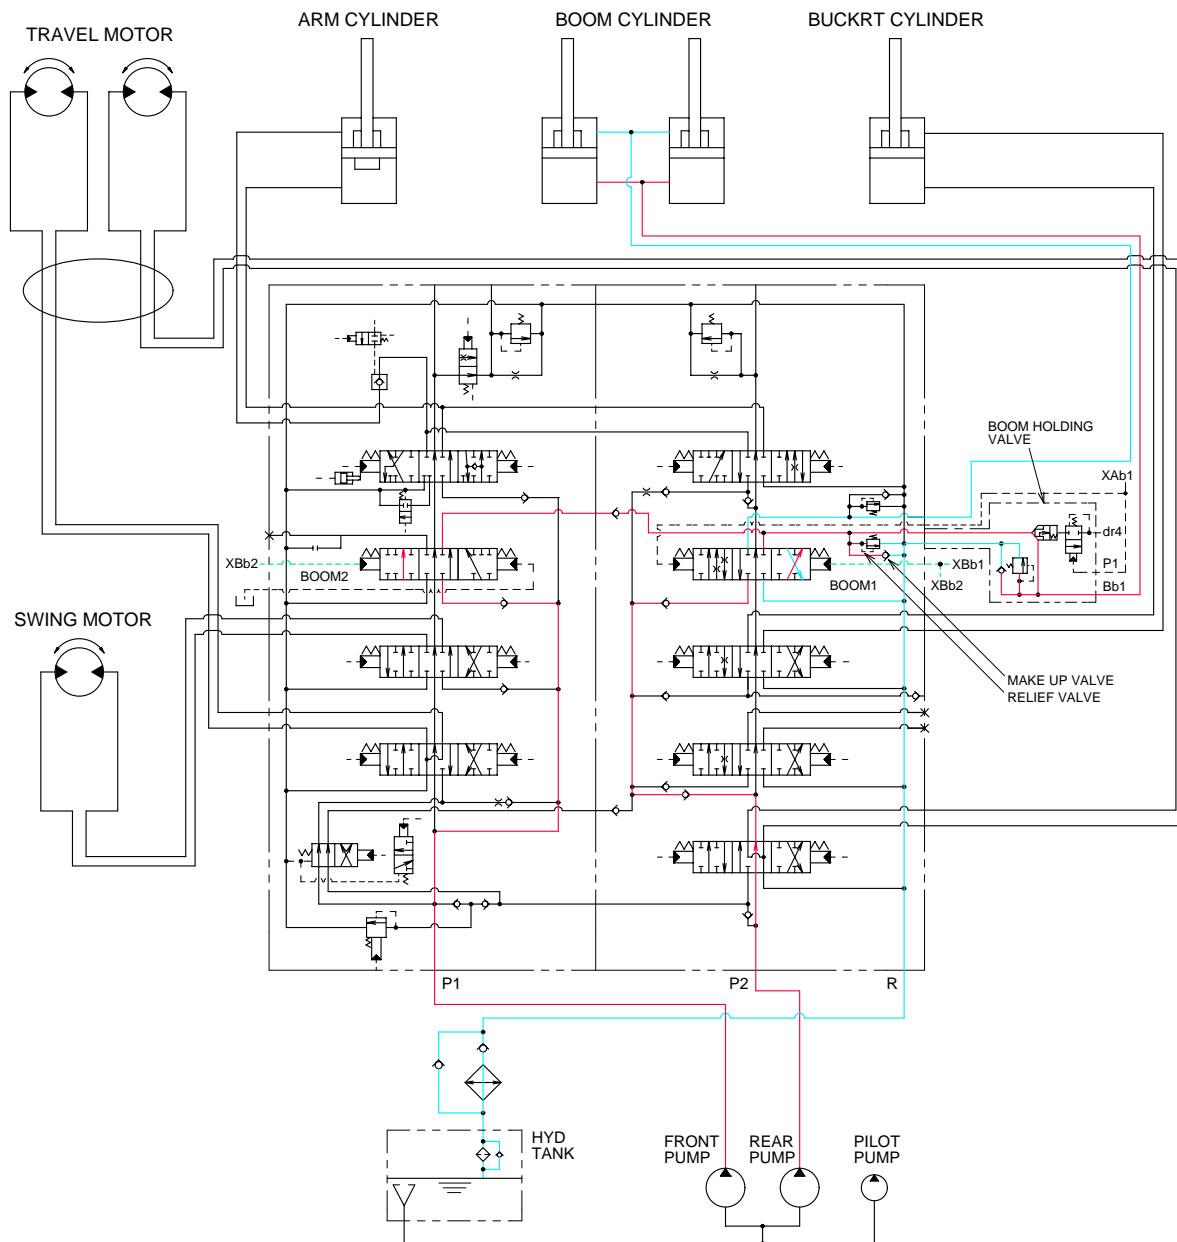 ARM CYLINDER
BOOM CYLINDER
BUCKRT CYLINDER
TRAVEL MOTOR
BOOM HOLDING
VALVE
XAb1
dr4
P1
Bb1
XBb2
BOOM2
BOOM1
XBb1
XBb2
SWING MOTOR
MAKE UP VALVE
RELIEF VALVE
P1
P2
R
HYD
TANK
FRONT
PUMP
REAR
PUMP
PILOT
PUMP